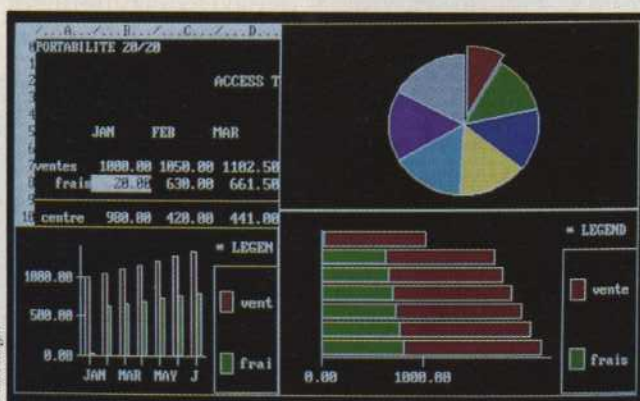 /...A.../...B.../...C.../...D...
PORTABILITE 20/20
ACCESS T
JAN FEB MAR
ventes 1000.00 1050.00 1102.50
frais 20.00 630.00 661.50
10 centre 980.00 420.00 441.00
1000.00
500.00
0.00
JAN MAR MAY J
* LEGEN
vent
frai
0.00 1000.00
* LEGEND
vente
frais